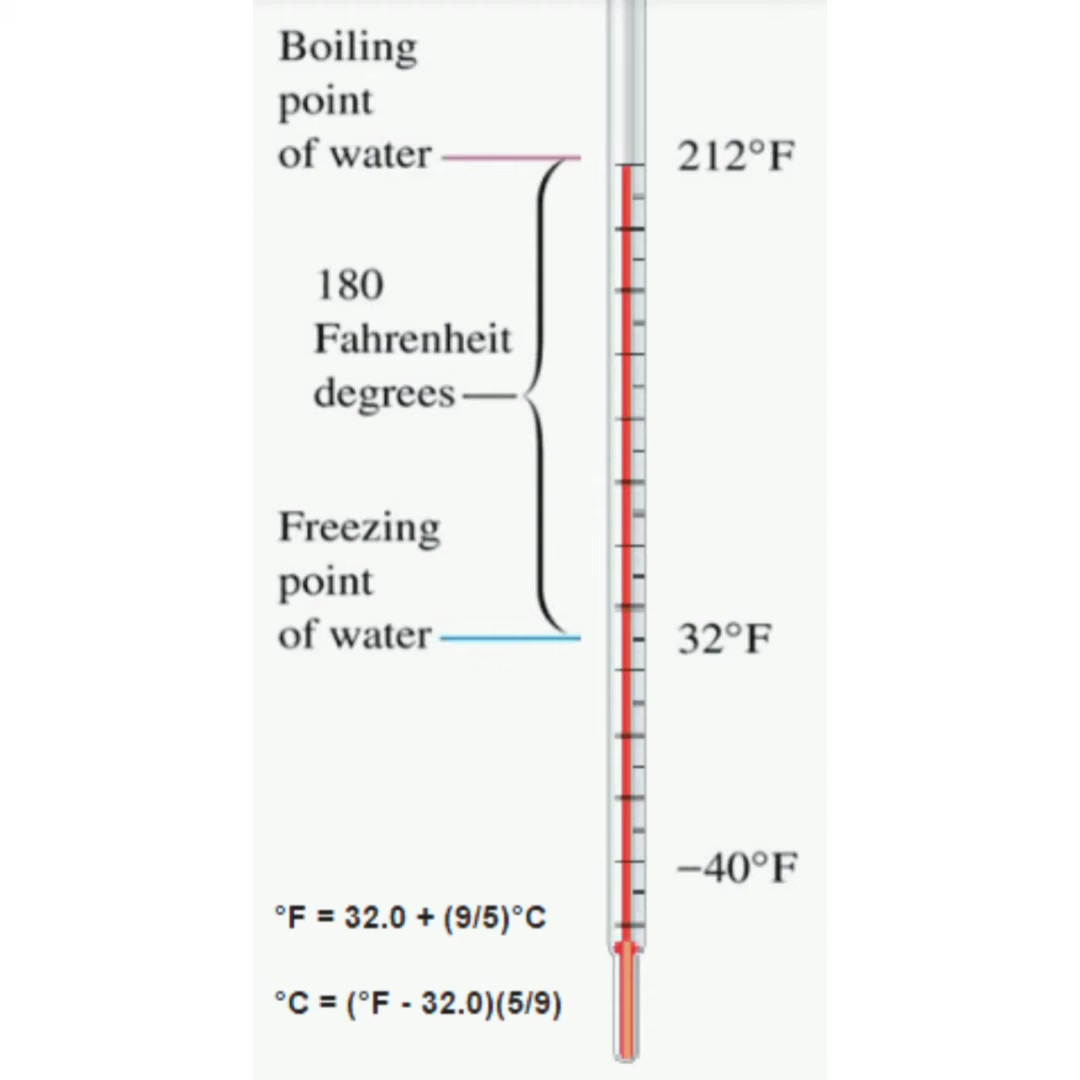 Boiling
point
of water
212°F
180
Fahrenheit
degrees
Freezing
point
of water
32°F
−40°F
°F = 32.0 + (9/5)°C
°C = (°F - 32.0)(5/9)